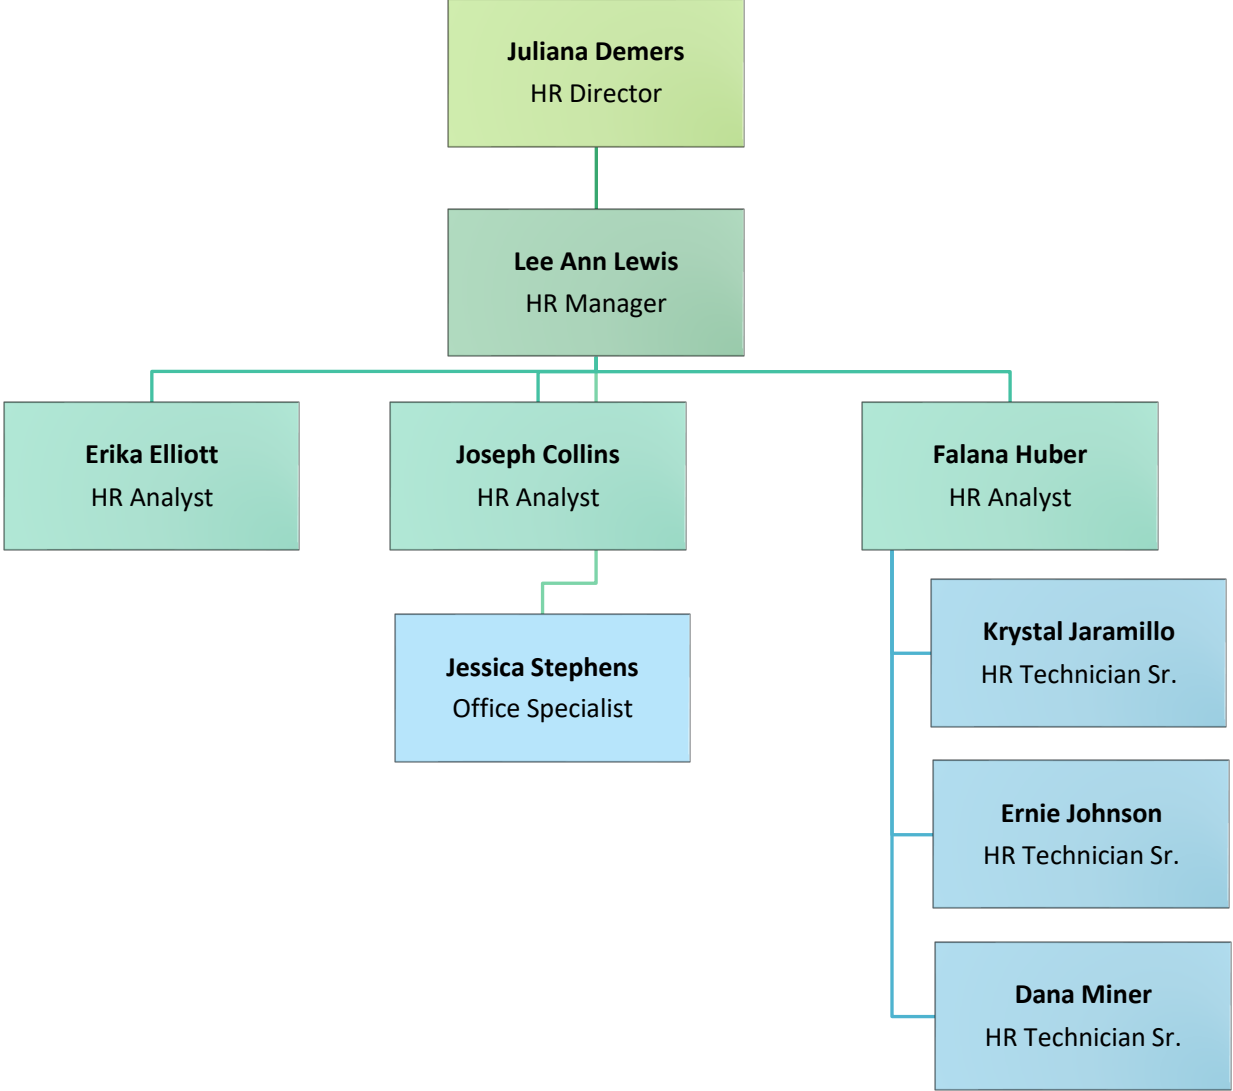 Juliana Demers
HR Director
Lee Ann Lewis
HR Manager
Erika Elliott
HR Analyst
Joseph Collins
HR Analyst
Falana Huber
HR Analyst
Jessica Stephens
Office Specialist
Krystal Jaramillo
HR Technician Sr.
Ernie Johnson
HR Technician Sr.
Dana Miner
HR Technician Sr.